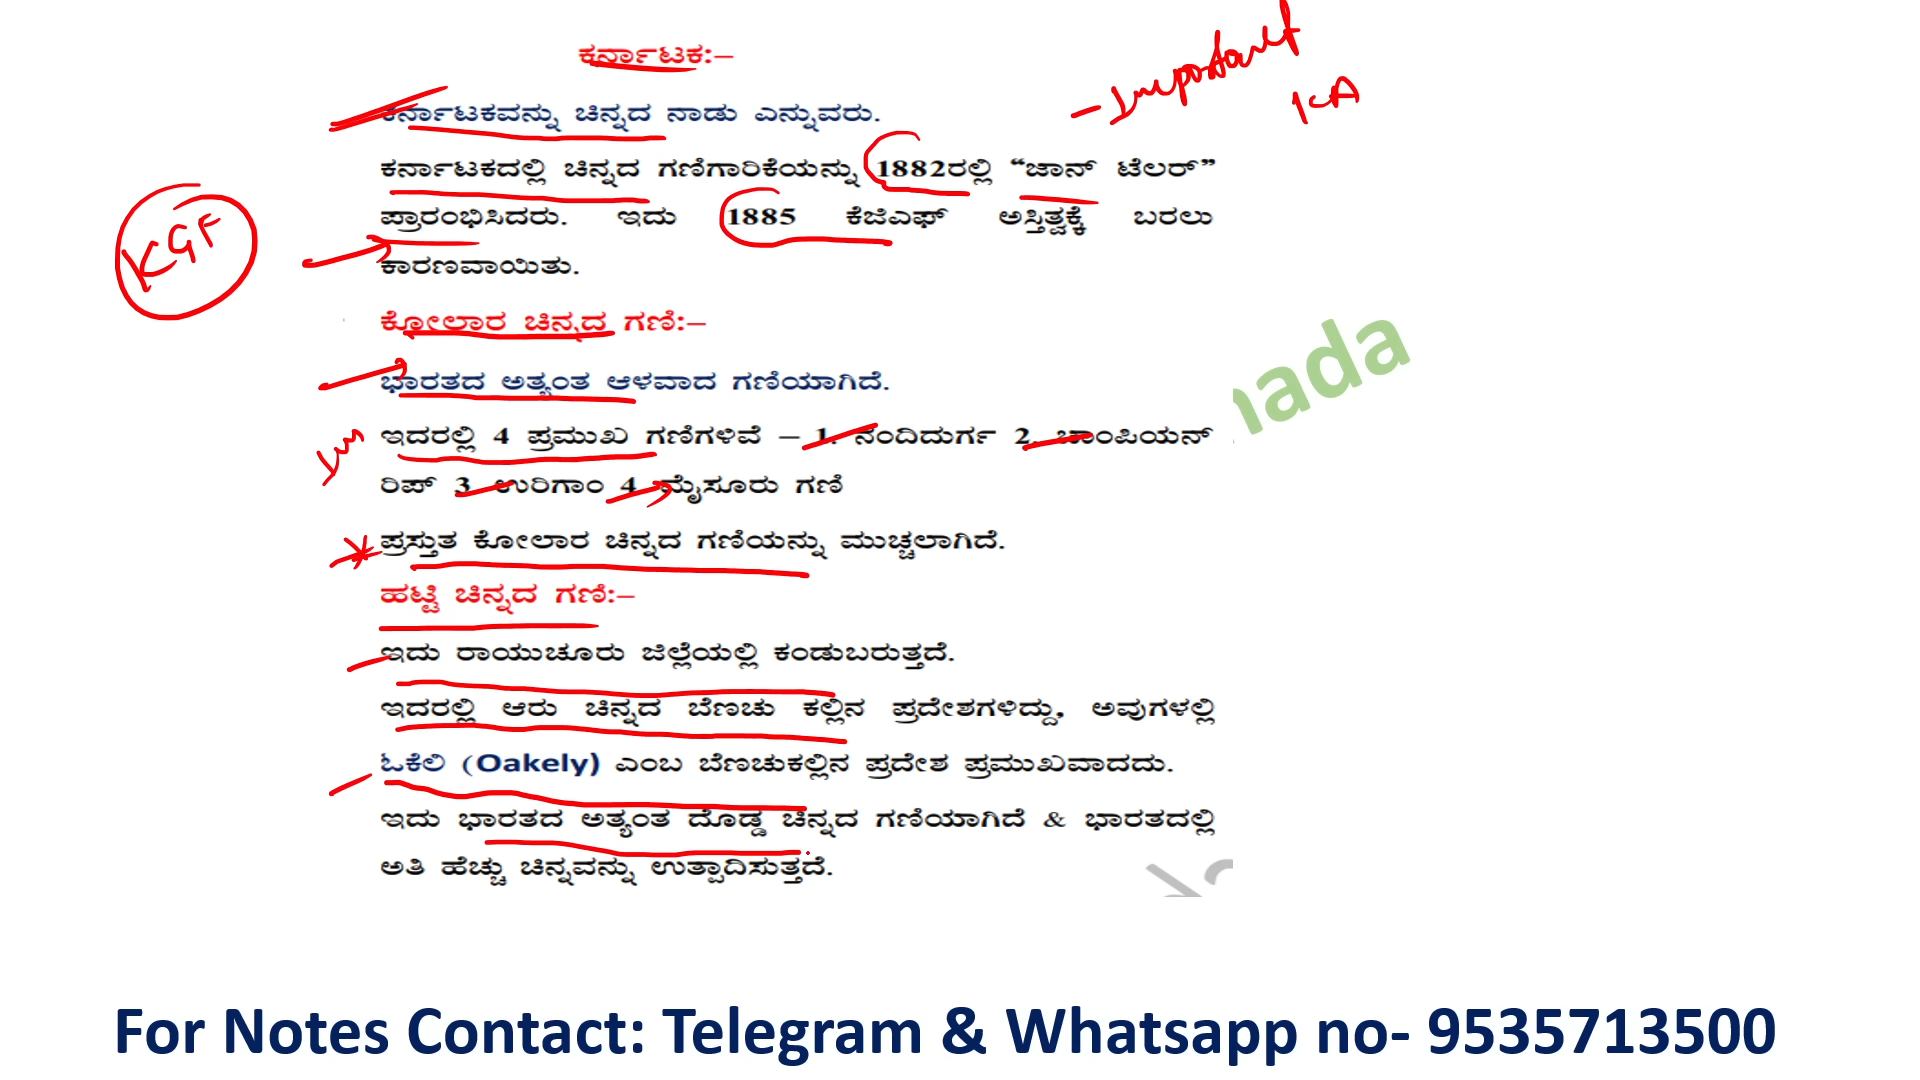 ಕರ್ನಾಟಕ:–
ಕರ್ನಾಟಕವನ್ನು ಚಿನ್ನದ ನಾಡು ಎನ್ನುವರು.
– Important
KGF
ಕರ್ನಾಟಕದಲ್ಲಿ ಚಿನ್ನದ ಗಣಿಗಾರಿಕೆಯನ್ನು 1882ರಲ್ಲಿ “ಜಾನ್ ಟೆಲರ್”
ಪ್ರಾರಂಭಿಸಿದರು. ಇದು 1885 ಕೆಜಿಎಫ್ ಅಸ್ತಿತ್ವಕ್ಕೆ ಬರಲು
ಕಾರಣವಾಯಿತು.
ಕೋಲಾರ ಚಿನ್ನದ ಗಣಿ:–
ಭಾರತದ ಅತ್ಯಂತ ಆಳವಾದ ಗಣಿಯಾಗಿದೆ.
nada
ಇದರಲ್ಲಿ 4 ಪ್ರಮುಖ ಗಣಿಗಳಿವೆ – 1. ನಂದಿದುರ್ಗ 2. ಚಾಂಪಿಯನ್
ರಿಪ್ 3 ಉರಿಗಾಂ 4 ಮೈಸೂರು ಗಣಿ
ಪ್ರಸ್ತುತ ಕೋಲಾರ ಚಿನ್ನದ ಗಣಿಯನ್ನು ಮುಚ್ಚಲಾಗಿದೆ.
ಹಟ್ಟಿ ಚಿನ್ನದ ಗಣಿ:–
ಇದು ರಾಯುಚೂರು ಜಿಲ್ಲೆಯಲ್ಲಿ ಕಂಡುಬರುತ್ತದೆ.
ಇದರಲ್ಲಿ ಆರು ಚಿನ್ನದ ಬೆಣಚು ಕಲ್ಲಿನ ಪ್ರದೇಶಗಳಿದ್ದು, ಅವುಗಳಲ್ಲಿ
ಓಕೆಲಿ (Oakely) ಎಂಬ ಬೆಣಚುಕಲ್ಲಿನ ಪ್ರದೇಶ ಪ್ರಮುಖವಾದದು.
ಇದು ಭಾರತದ ಅತ್ಯಂತ ದೊಡ್ಡ ಚಿನ್ನದ ಗಣಿಯಾಗಿದೆ & ಭಾರತದಲ್ಲಿ
ಅತಿ ಹೆಚ್ಚು ಚಿನ್ನವನ್ನು ಉತ್ಪಾದಿಸುತ್ತದೆ.
For Notes Contact: Telegram & Whatsapp no- 9535713500